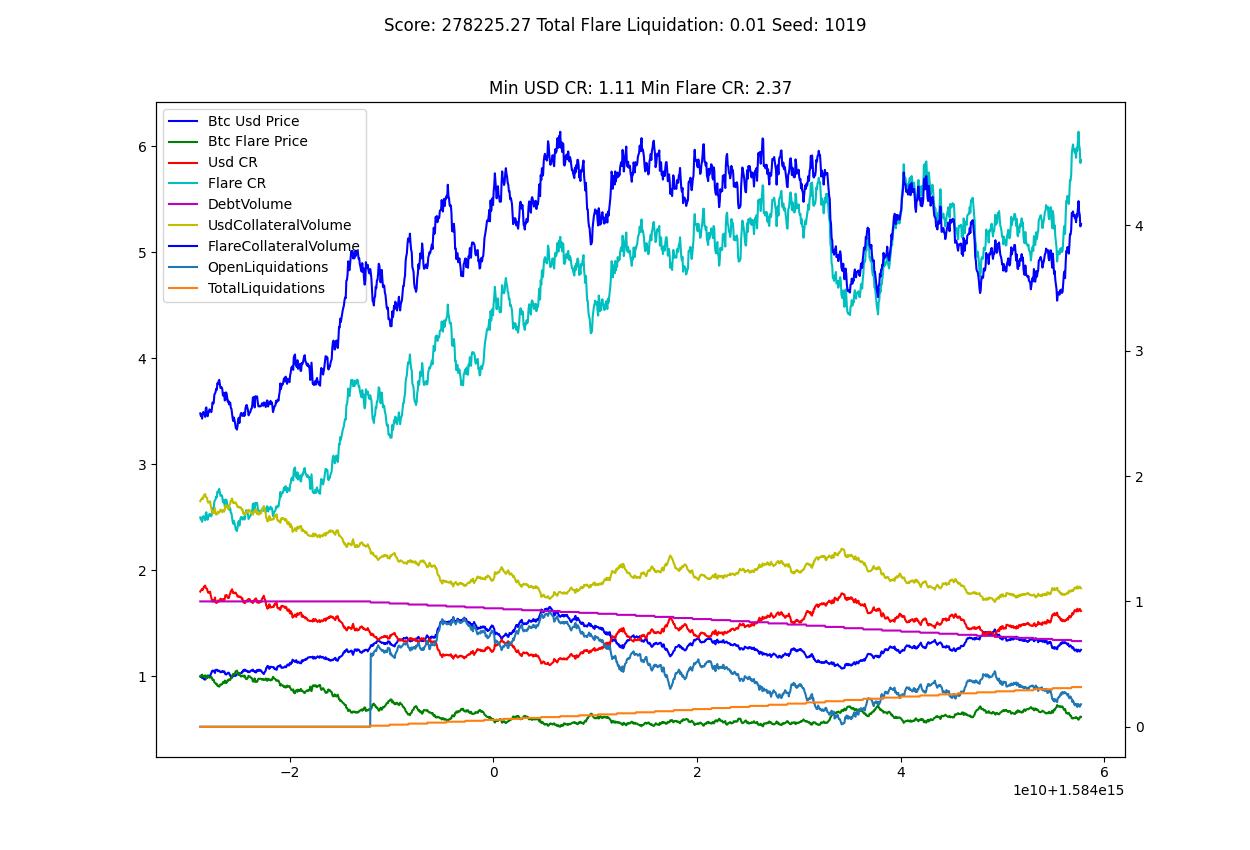 Score: 278225.27 Total Flare Liquidation: 0.01 Seed: 1019
Min USD CR: 1.11 Min Flare CR: 2.37
Btc Usd Price
Btc Flare Price
Usd CR
Flare CR
DebtVolume
UsdCollateralVolume
FlareCollateralVolume
OpenLiquidations
TotalLiquidations
6
5
4
3
2
1
4
3
2
1
0
−2
0
2
4
6
1e10+1.584e15